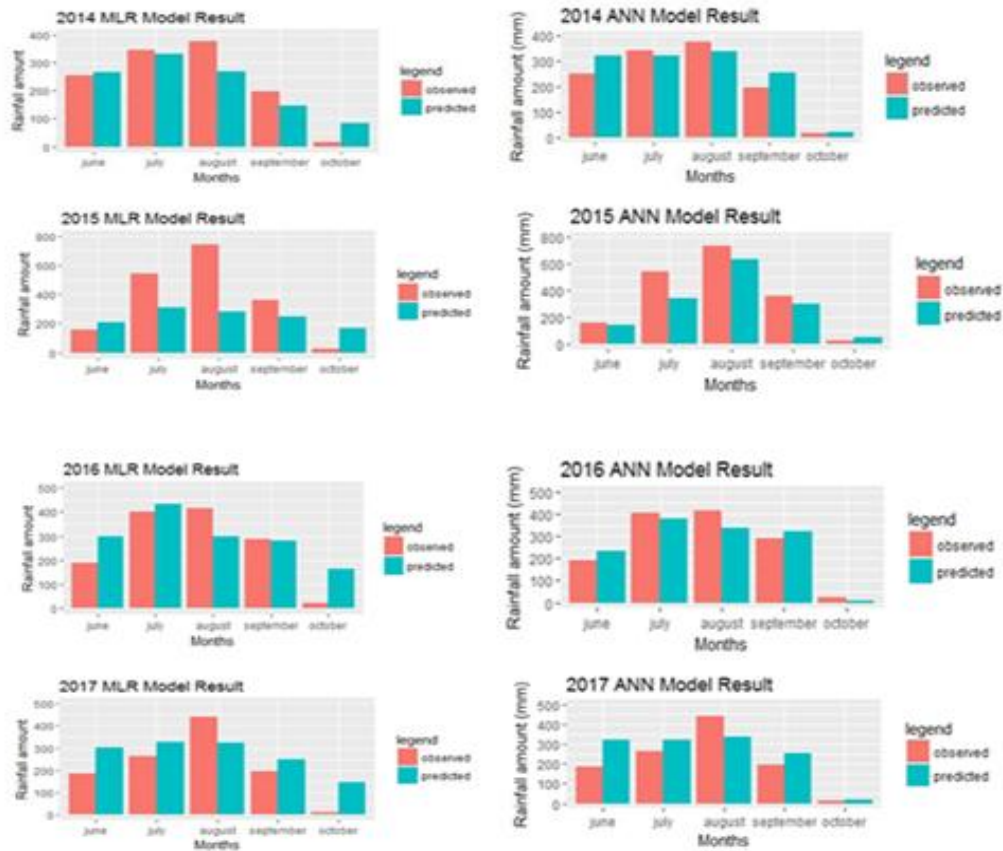 2014 MLR Model Result
Rainfall amount
400
300
200
100
0
june july august september october
Months
legend
observed
predicted
2014 ANN Model Result
Rainfall amount (mm)
400
300
200
100
0
june july august september october
Months
legend
observed
predicted
2015 MLR Model Result
Rainfall amount
800
600
400
200
0
june july august september october
Months
legend
observed
predicted
2015 ANN Model Result
Rainfall amount (mm)
800
600
400
200
0
june july august september october
Months
legend
observed
predicted
2016 MLR Model Result
Rainfall amount
500
400
300
200
100
0
june july august september october
Months
legend
observed
predicted
2016 ANN Model Result
Rainfall amount (mm)
500
400
300
200
100
0
june july august september october
Months
legend
observed
predicted
2017 MLR Model Result
Rainfall amount
500
400
300
200
100
0
june july august september october
Months
legend
observed
predicted
2017 ANN Model Result
Rainfall amount (mm)
500
400
300
200
100
0
june july august september october
Months
legend
observed
predicted